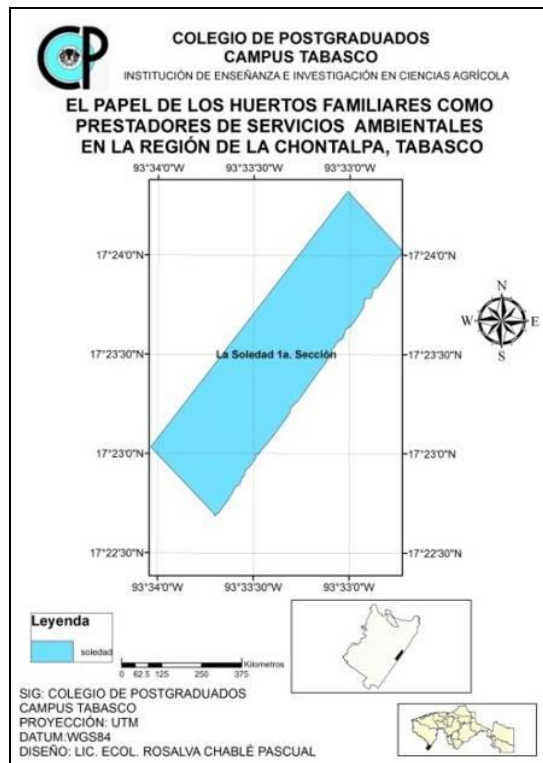 CP
COLEGIO DE POSTGRADUADOS
CAMPUS TABASCO
INSTITUCIÓN DE ENSEÑANZA E INVESTIGACIÓN EN CIENCIAS AGRÍCOLA
EL PAPEL DE LOS HUERTOS FAMILIARES COMO
PRESTADORES DE SERVICIOS AMBIENTALES
EN LA REGIÓN DE LA CHONTALPA, TABASCO
93°34'0"W 93°33'30"W 93°33'0"W
17°24'0"N 17°24'0"N
N
W E
S
17°23'30"N La Soledad 1a. Sección 17°23'30"N
17°23'0"N 17°23'0"N
17°22'30"N 17°22'30"N
93°34'0"W 93°33'30"W 93°33'0"W
Leyenda
soledad
Kilometros
0 62.5 125 250 375
SIG: COLEGIO DE POSTGRADUADOS
CAMPUS TABASCO
PROYECCIÓN: UTM
DATUM:WGS84
DISEÑO: LIC. ECOL. ROSALVA CHABLÉ PASCUAL